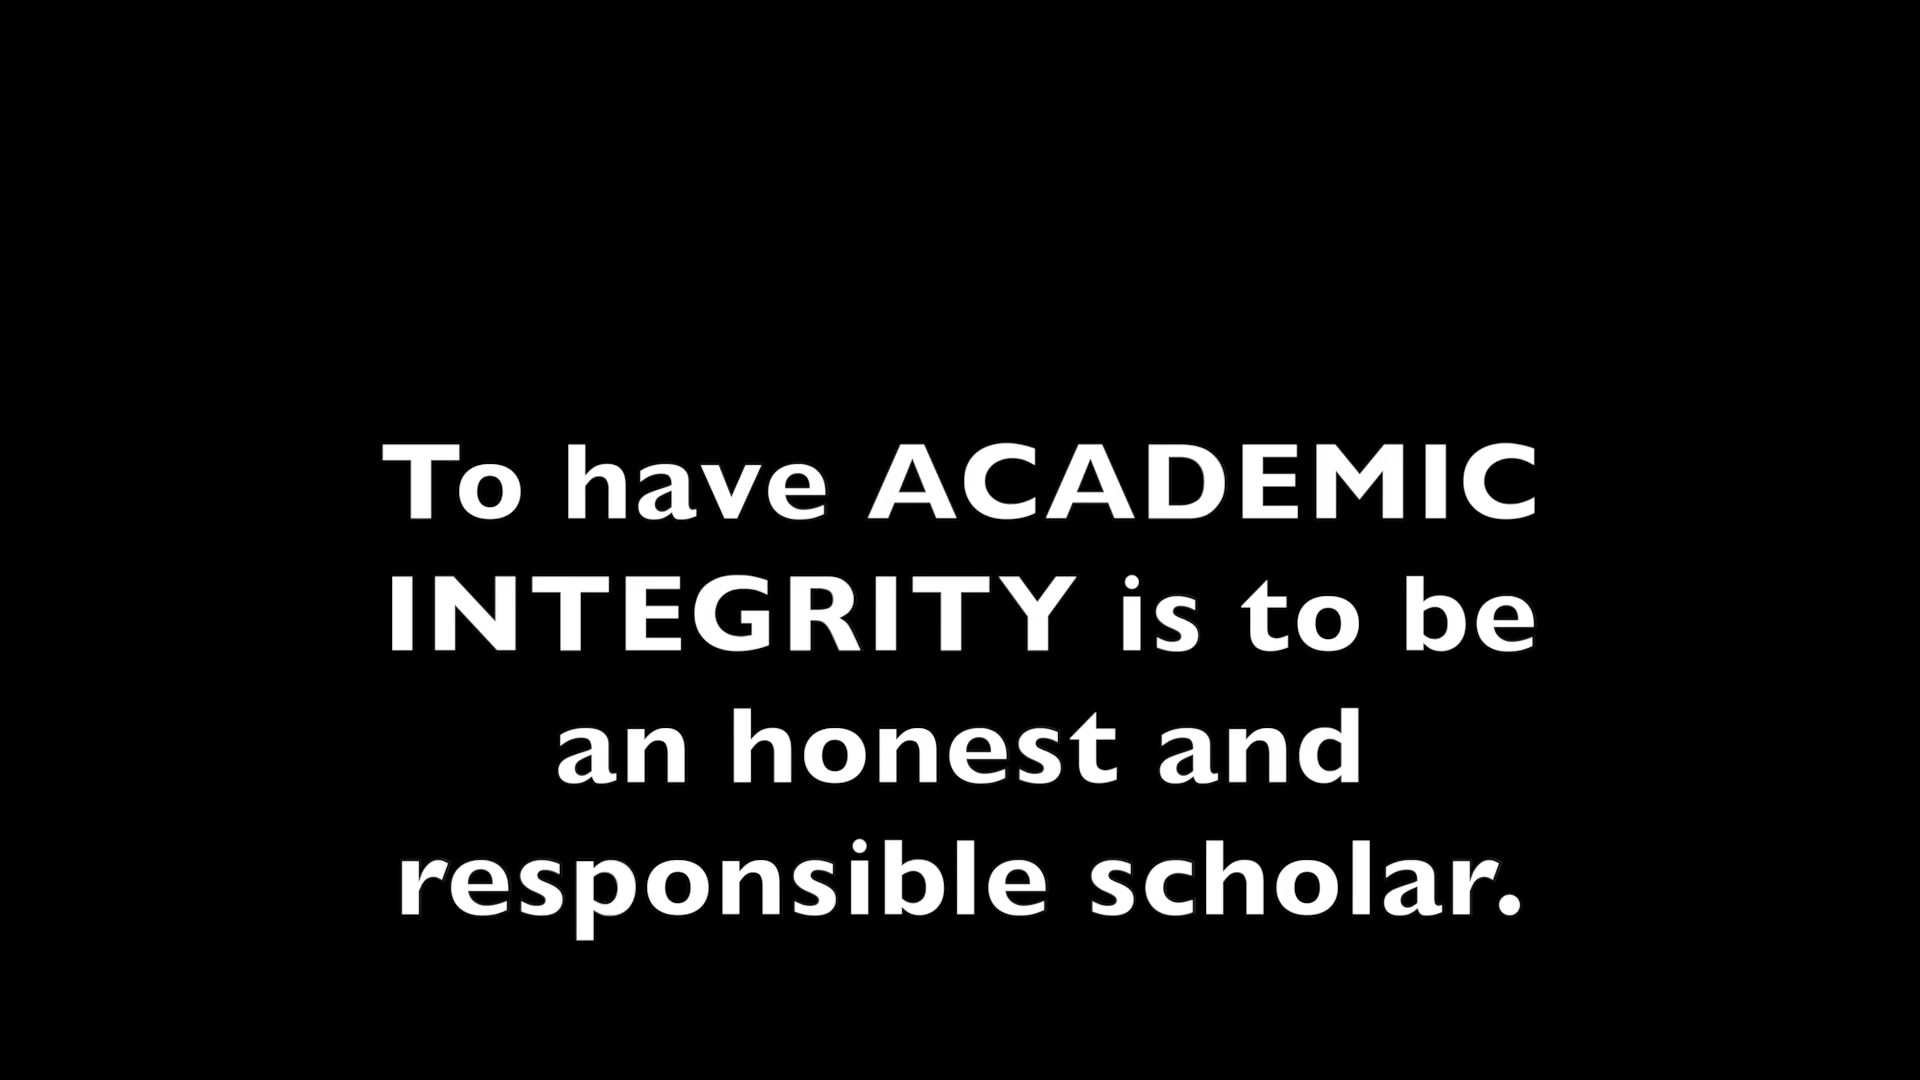 To have ACADEMIC
INTEGRITY is to be
an honest and
responsible scholar.